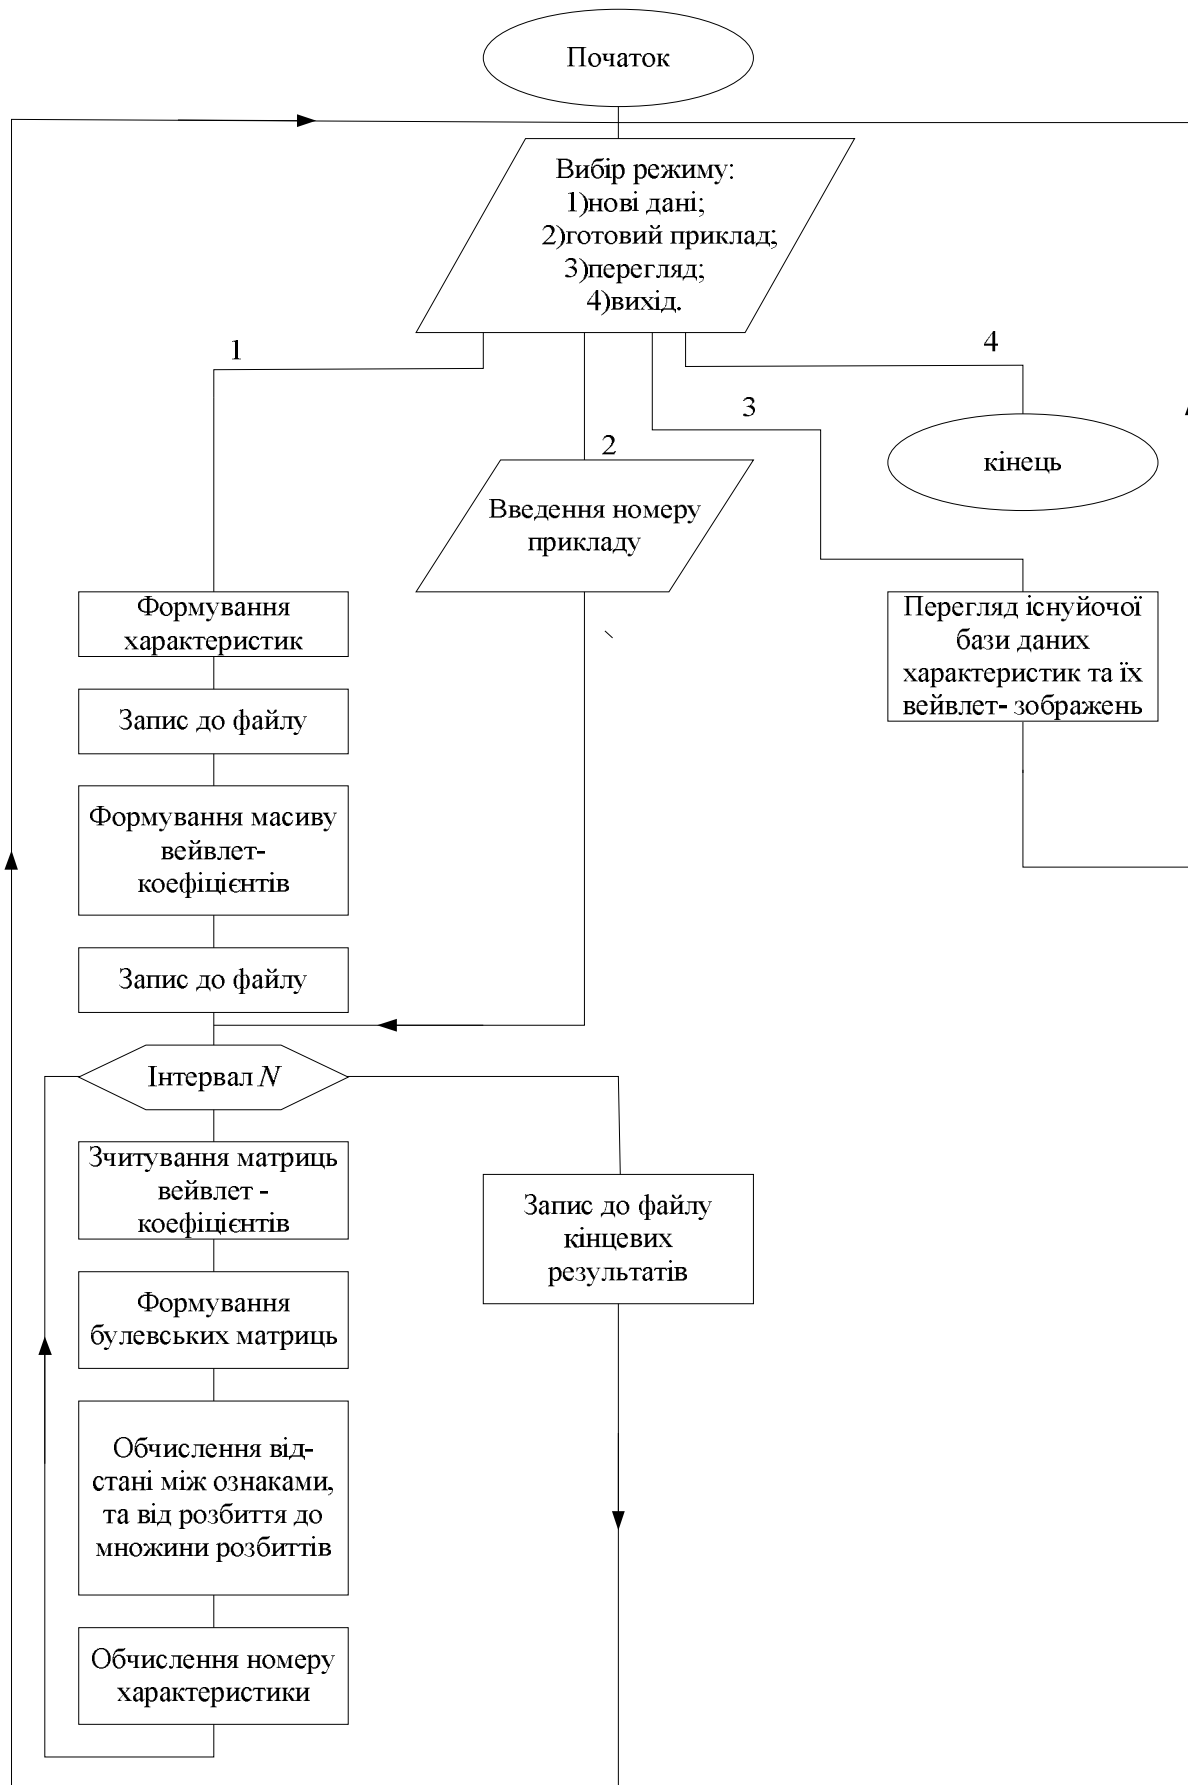 Початок
Вибір режиму:
1)нові дані;
2)готовий приклад;
3)перегляд;
4)вихід.
1
4
3
2
кінець
Введення номеру
прикладу
Формування
характеристик
Перегляд існуйочої
бази даних
характеристик та їх
вейвлет- зображень
Запис до файлу
Формування масиву
вейвлет-
коефіцієнтів
Запис до файлу
Інтервал N
Зчитування матриць
вейвлет -
коефіцієнтів
Запис до файлу
кінцевих
результатів
Формування
булевських матриць
Обчислення від-
стані між ознаками,
та від розбиття до
множини розбиттів
Обчислення номеру
характеристики